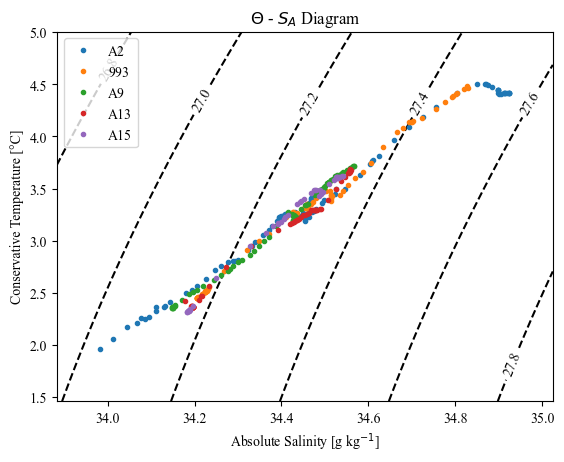 Θ - S_A Diagram
A2
993
A9
A13
A15
26.8
27.0
27.2
27.4
27.6
27.8
5.0
4.5
4.0
3.5
3.0
2.5
2.0
1.5
Conservative Temperature [°C]
34.0 34.2 34.4 34.6 34.8 35.0
Absolute Salinity [g kg⁻¹]